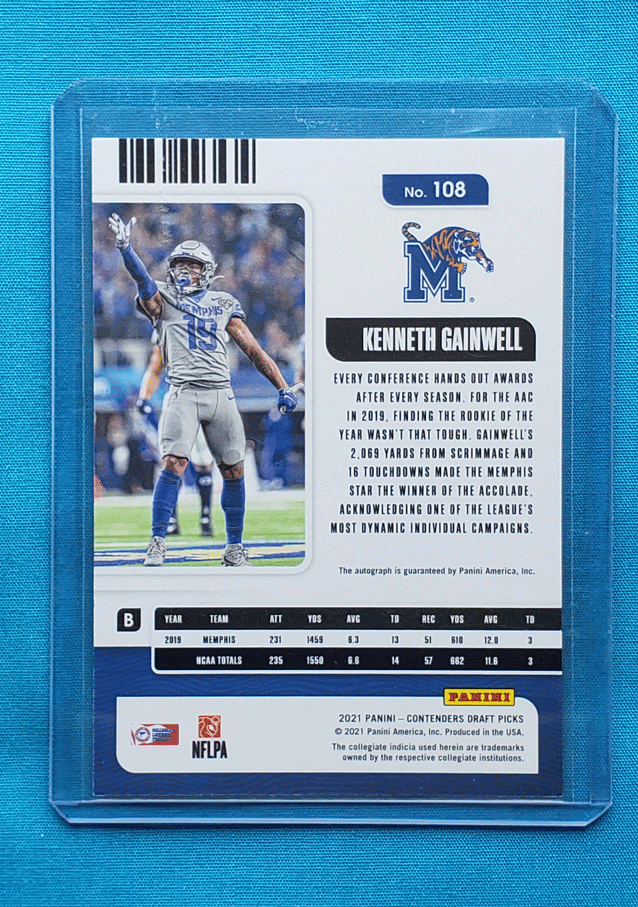 No. 108
M
KENNETH GAINWELL
MEMPHIS
19
EVERY CONFERENCE HANDS OUT AWARDS
AFTER EVERY SEASON. FOR THE AAC
IN 2019, FINDING THE ROOKIE OF THE
YEAR WASN'T THAT TOUGH. GAINWELL'S
2,069 YARDS FROM SCRIMMAGE AND
16 TOUCHDOWNS MADE THE MEMPHIS
STAR THE WINNER OF THE ACCOLADE,
ACKNOWLEDGING ONE OF THE LEAGUE'S
MOST DYNAMIC INDIVIDUAL CAMPAIGNS.
The autograph is guaranteed by Panini America, Inc.
B
YEAR TEAM ATT YDS AVG TD REC YDS AVG TD
2019 MEMPHIS 231 1459 6.3 13 51 610 12.0 3
NCAA TOTALS 235 1550 6.6 14 57 662 11.6 3
PANINI
2021 PANINI – CONTENDERS DRAFT PICKS
© 2021 Panini America, Inc. Produced in the USA.
The collegiate indicia used herein are trademarks
owned by the respective collegiate institutions.
NFLPA